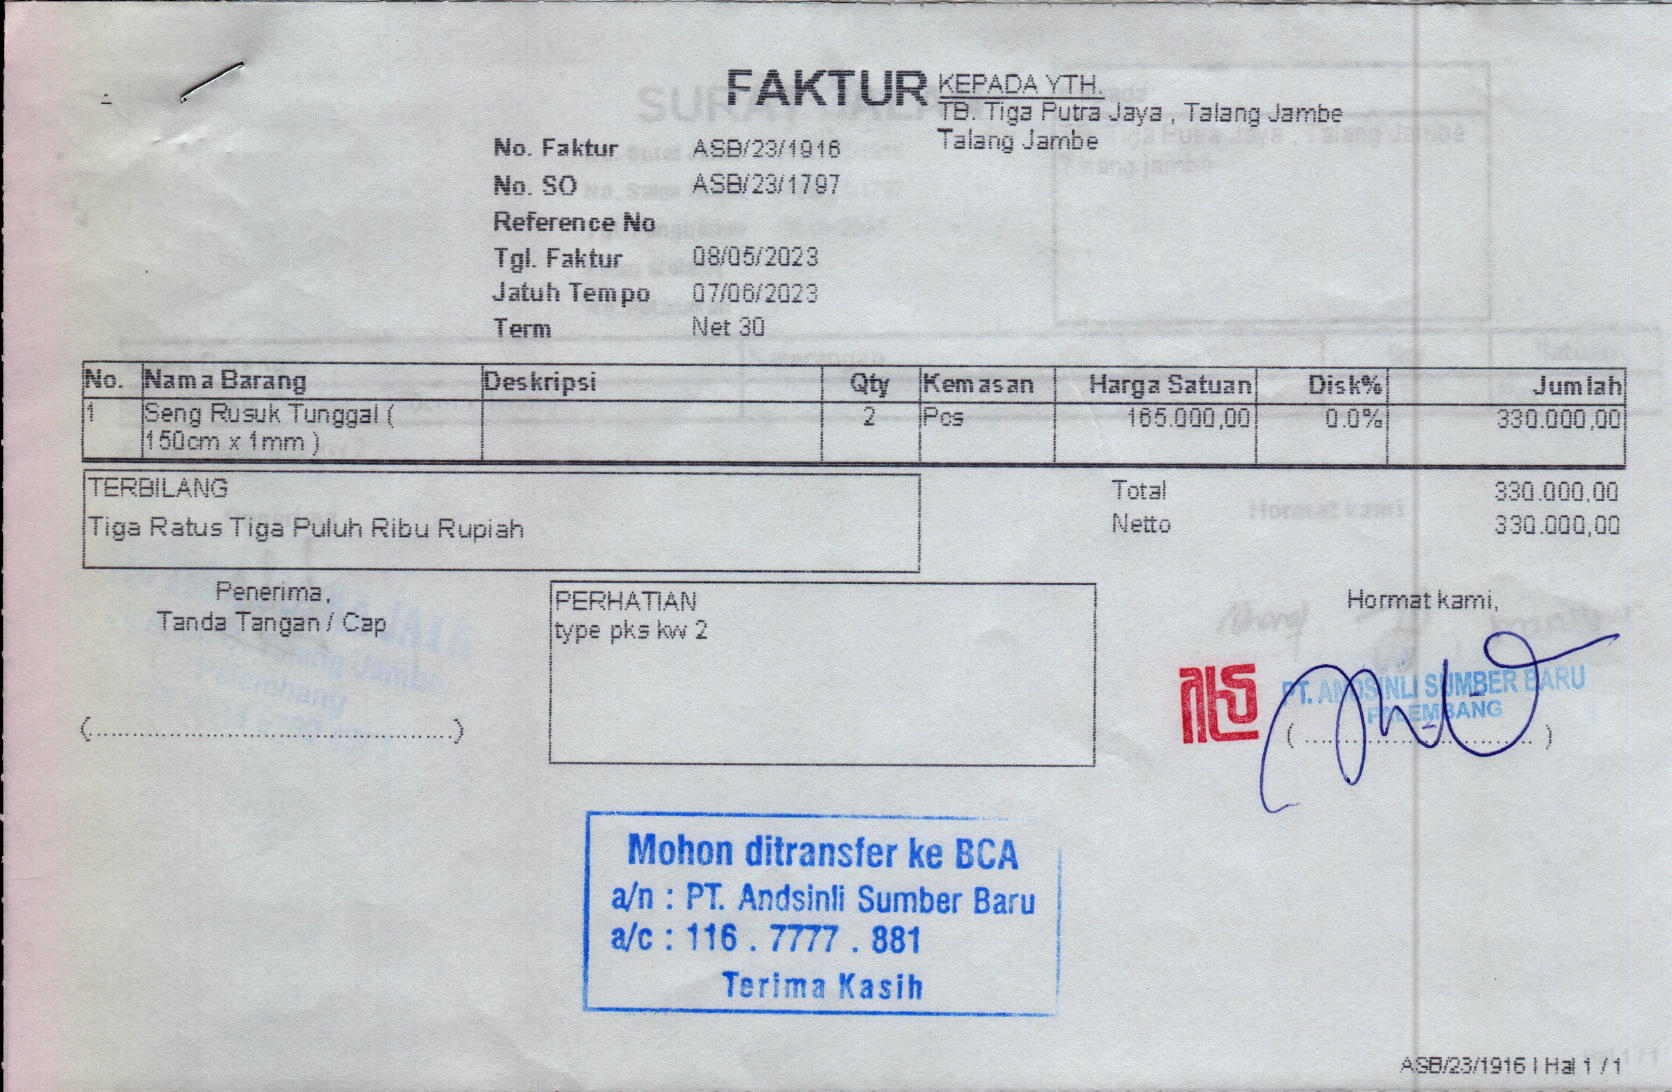 FAKTUR
KEPADA YTH.
TB. Tiga Putra Jaya , Talang Jambe
Talang Jambe
No. Faktur ASB/23/1916
No. SO ASB/23/1797
Reference No
Tgl. Faktur 08/05/2023
Jatuh Tempo 07/06/2023
Term Net 30
No. Nama Barang Deskripsi Qty Kemasan Harga Satuan Disk% Jumlah
1 Seng Rusuk Tunggal ( 2 Pcs 165.000,00 0.0% 330.000,00
150cm x 1mm )
TERBILANG
Tiga Ratus Tiga Puluh Ribu Rupiah
Total 330.000,00
Netto 330.000,00
Penerima,
Tanda Tangan / Cap
(..................................................)
PERHATIAN
type pks kw 2
Hormat kami,
PT. ANDSINLI SUMBER BARU
PALEMBANG
( ................................ )
Mohon ditransfer ke BCA
a/n : PT. Andsinli Sumber Baru
a/c : 116 . 7777 . 881
Terima Kasih
ASB/23/1916 | Hal 1 / 1